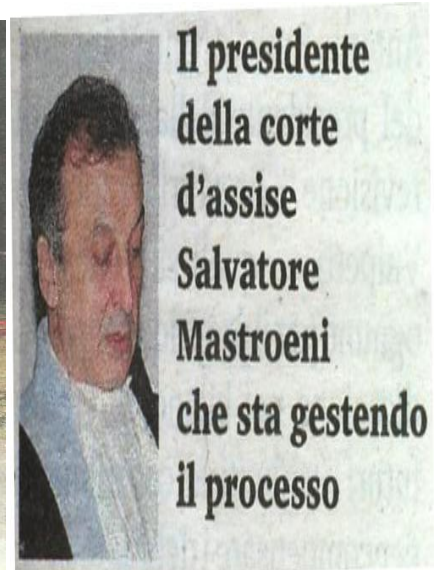 Il presidente
della corte
d'assise
Salvatore
Mastroeni
che sta gestendo
il processo